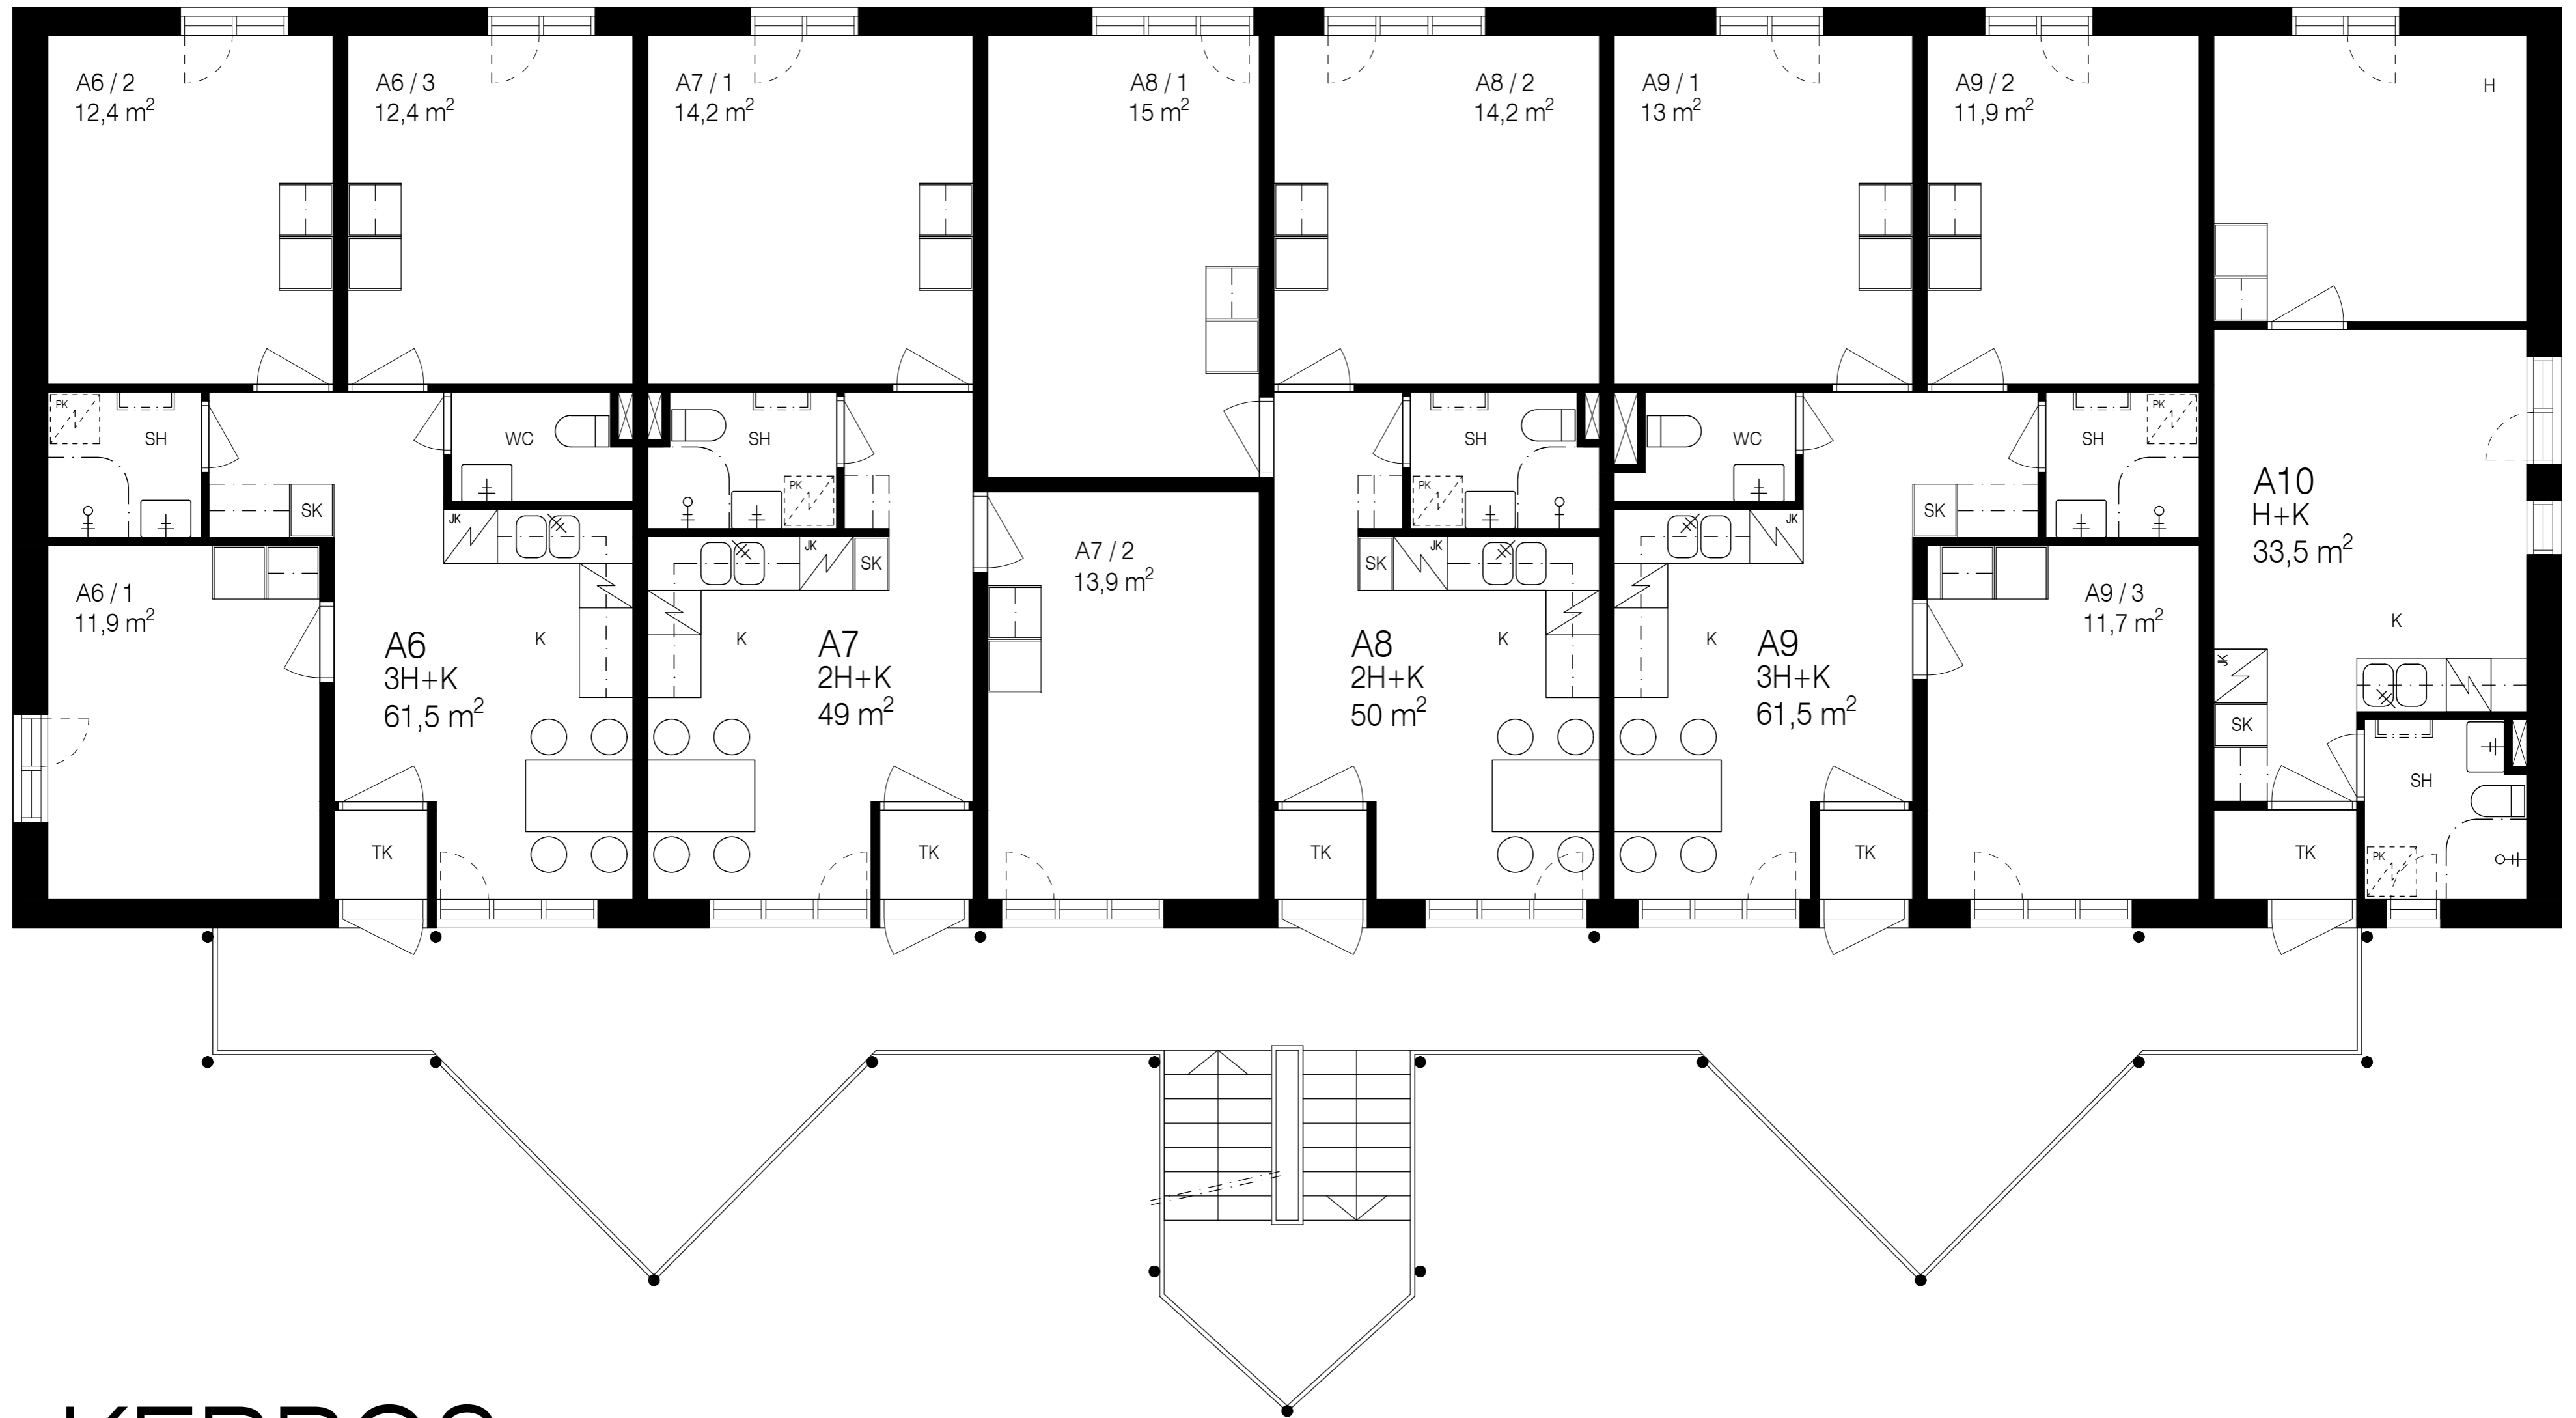 A6 / 2
12,4 m²
A6 / 3
12,4 m²
A7 / 1
14,2 m²
A8 / 1
15 m²
A8 / 2
14,2 m²
A9 / 1
13 m²
A9 / 2
11,9 m²
H
PK
SH
WC
SH
PK
SH
PK
WC
SH
PK
SK
JK
JK
SK
SK
JK
JK
SK
A10
H+K
33,5 m²
A6 / 1
11,9 m²
A7 / 2
13,9 m²
A9 / 3
11,7 m²
A6
3H+K
61,5 m²
K
K
A7
2H+K
49 m²
A8
2H+K
50 m²
K
K
A9
3H+K
61,5 m²
K
JK
SK
SH
PK
TK
TK
TK
TK
TK